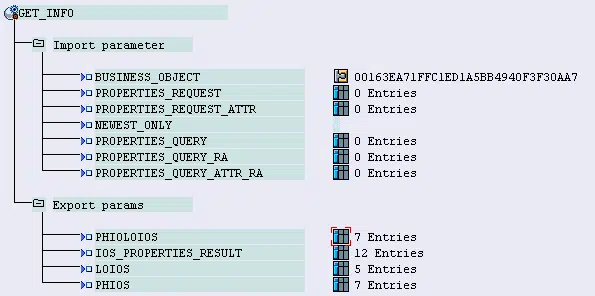 GET_INFO
Import parameter
BUSINESS_OBJECT 00163EA71FFC1ED1A5BB4940F3F30AA7
PROPERTIES_REQUEST 0 Entries
PROPERTIES_REQUEST_ATTR 0 Entries
NEWEST_ONLY
PROPERTIES_QUERY 0 Entries
PROPERTIES_QUERY_RA 0 Entries
PROPERTIES_QUERY_ATTR_RA 0 Entries
Export params
PHIOLOIOS 7 Entries
IOS_PROPERTIES_RESULT 12 Entries
LOIOS 5 Entries
PHIOS 7 Entries